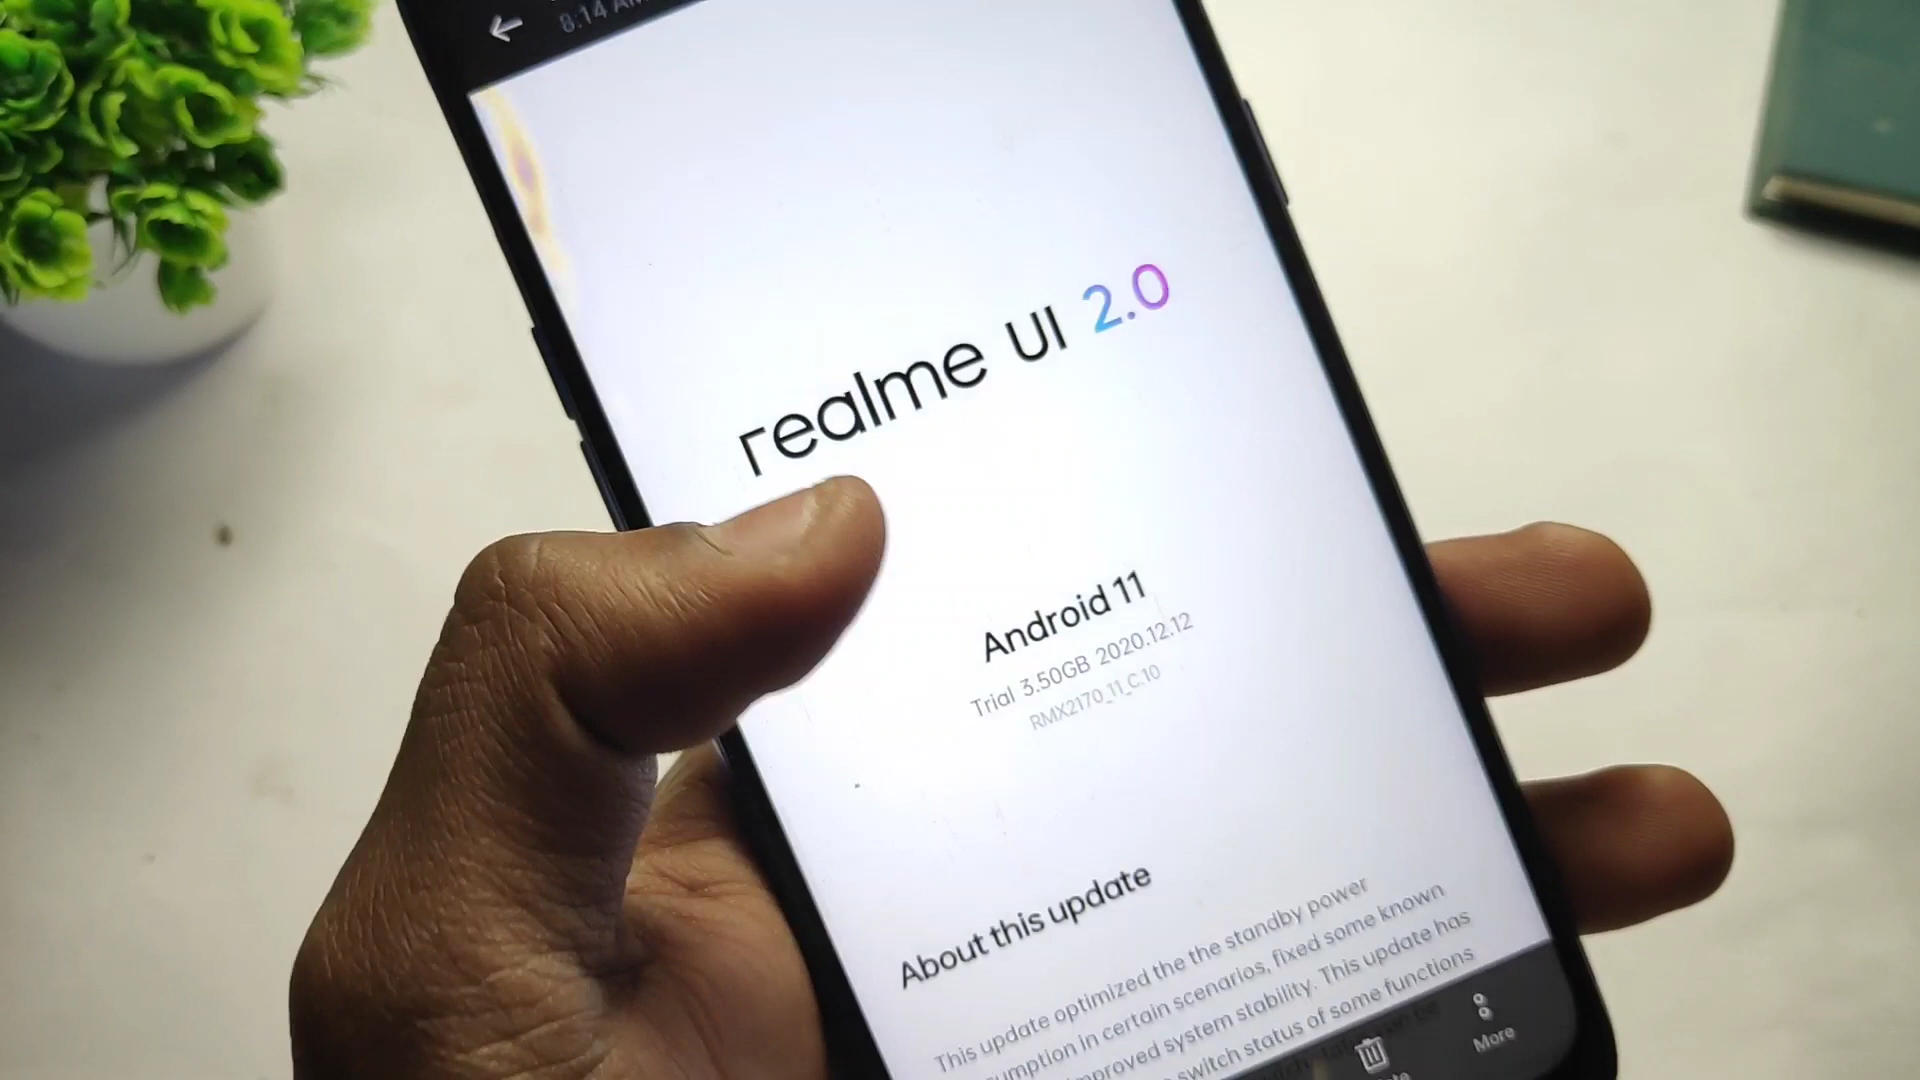 8:14 AM
realme UI 2.0
Android 11
Trial 3.50GB 2020.12.12
RMX2170_11_C.10
About this update
This update optimized the the standby power
in certain scenarios, fixed some known
system stability. This update has
switch status of some functions
More